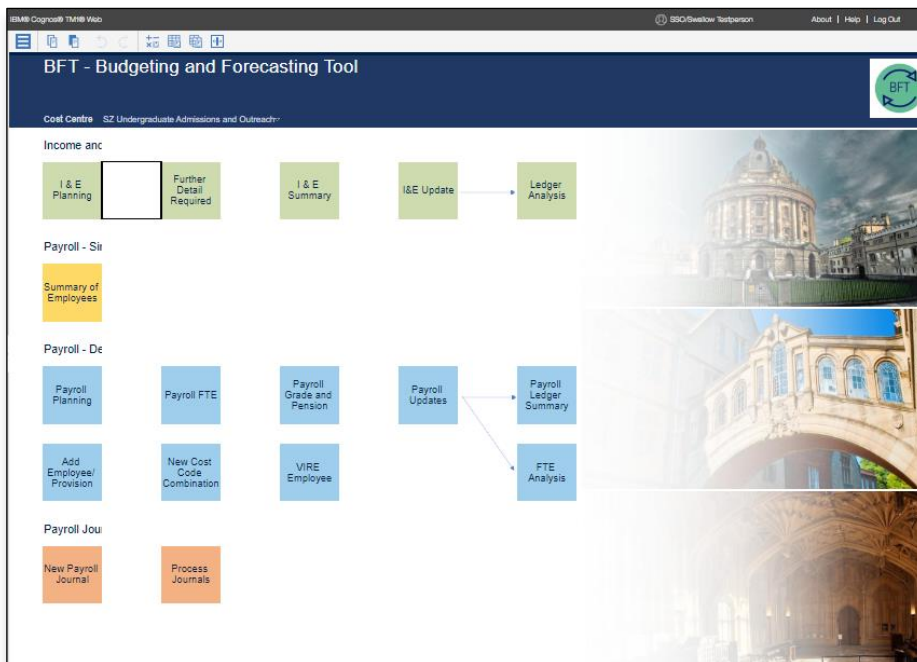 IBM® Cognos® TM1® Web
SSO/Swallow Testperson
About | Help | Log Out
BFT - Budgeting and Forecasting Tool
BFT
Cost Centre SZ Undergraduate Admissions and Outreach
Income and
I & E
Planning
Further
Detail
Required
I & E
Summary
I&E Update
Ledger
Analysis
Payroll - Sir
Summary of
Employees
Payroll - De
Payroll
Planning
Payroll FTE
Payroll
Grade and
Pension
Payroll
Updates
Payroll
Ledger
Summary
Add
Employee/
Provision
New Cost
Code
Combination
VIRE
Employee
FTE
Analysis
Payroll Jou
New Payroll
Journal
Process
Journals